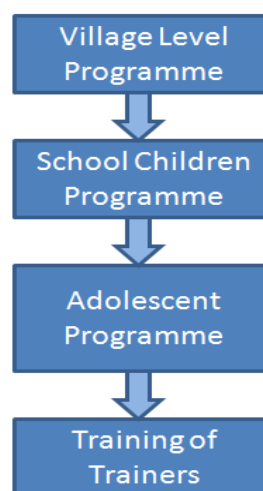 Village Level
Programme
School Children
Programme
Adolescent
Programme
Training of
Trainers